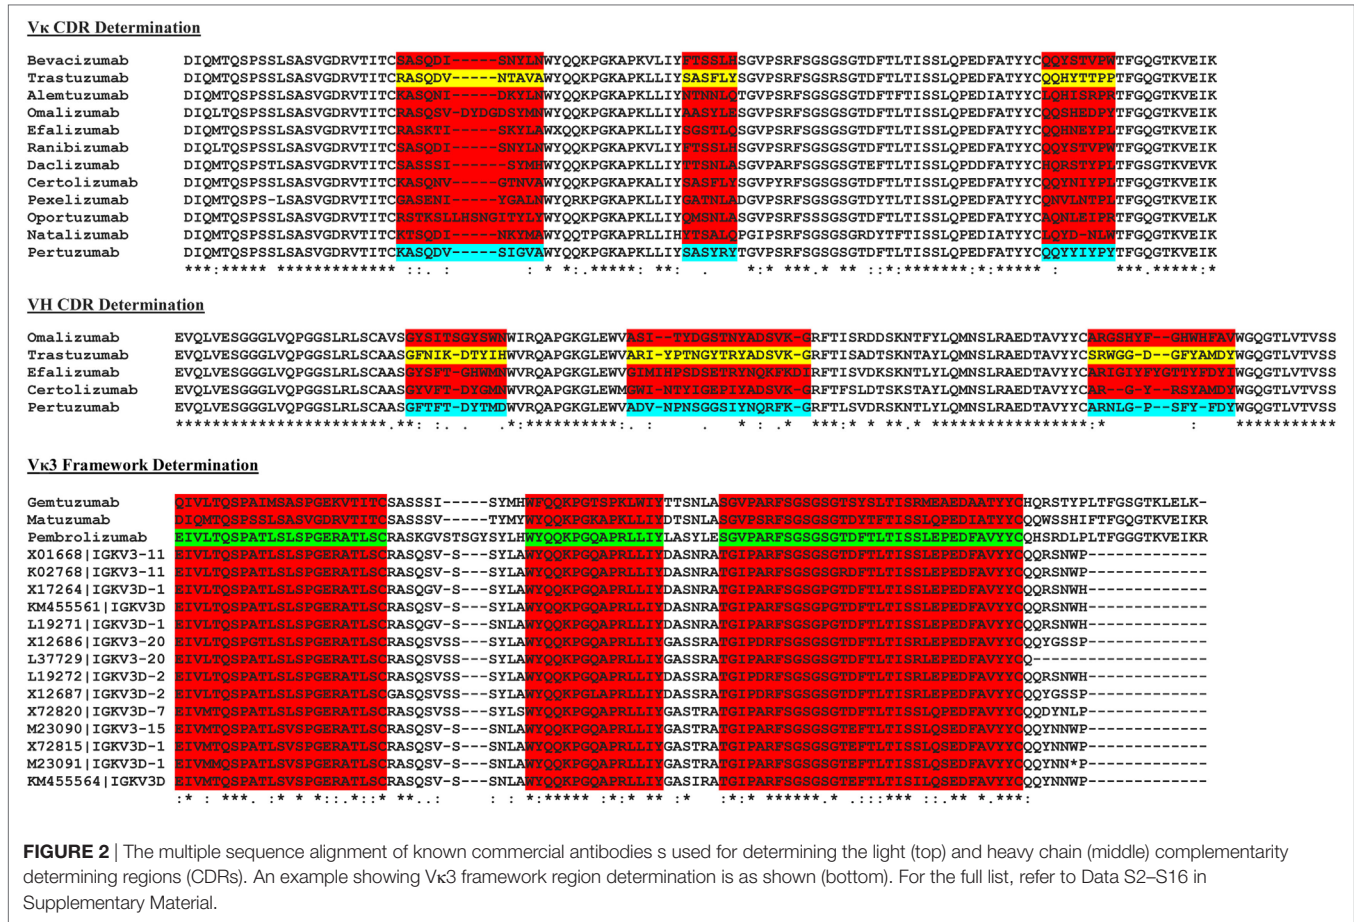 Vκ CDR Determination
Bevacizumab DIQMTQSPSSLSASVGDRVTITCSASQDI-----SNYLNWYQQKPGKAPKVLIYFTSSLHSGVPSRFSGSGSGTDFTLTISSLQPEDFATYYCQQYSTVPWTFGQGTKVEIK
Trastuzumab DIQMTQSPSSLSASVGDRVTITCRASQDV-----NTAVAWYQQKPGKAPKLLIYSASFLYSGVPSRFSGSRSGTDFTLTISSLQPEDFATYYCQQHYTTPPTFGQGTKVEIK
Alemtuzumab DIQMTQSPSSLSASVGDRVTITCKASQNI-----DKYLNWYQQKPGKAPKLLIYNTNNLQTGVPSRFSGSGSGTDFTFTISSLQPEDIATYYCLQHISRPRTFGQGTKVEIK
Omalizumab DIQLTQSPSSLSASVGDRVTITCRASQSV-DYDGDSYMNWYQQKPGKAPKLLIYAASYLESGVPSRFSGSGSGTDFTLTISSLQPEDFATYYCQQSHEDPYTFGQGTKVEIK
Efalizumab DIQMTQSPSSLSASVGDRVTITCRASKTI-----SKYLAWXQQKPGKAPKLLIYSGSTLQSGVPSRFSGSGSGTDFTLTISSLQPEDFATYYCQQHNEYPLTFGQGTKVEIK
Ranibizumab DIQLTQSPSSLSASVGDRVTITCSASQDI-----SNYLNWYQQKPGKAPKVLIYFTSSLHSGVPSRFSGSGSGTDFTLTISSLQPEDFATYYCQQYSTVPWTFGQGTKVEIK
Daclizumab DIQMTQSPSTLSASVGDRVTITCSASSSI-----SYMHWYQQKPGKAPKLLIYTTSNLASGVPARFSGSGSGTEFTLTISSLQPDDFATYYCHQRSTYPLTFGSGTKVEVK
Certolizumab DIQMTQSPSSLSASVGDRVTITCKASQNV-----GTNVAWYQQKPGKAPKALIYSASFLYSGVPYRFSGSGSGTDFTLTISSLQPEDFATYYCQQYNIYPLTFGQGTKVEIK
Pexelizumab DIQMTQSPS-LSASVGDRVTITCGASENI-----YGALNWYQRKPGKAPKLLIYGATNLADGVPSRFSGSGSGTDYTLTISSLQPEDFATYYCQNVLNTPLTFGQGTKVEIK
Oportuzumab DIQMTQSPSSLSASVGDRVTITCRSTKSLLHSNGITYLYWYQQKPGKAPKLLIYQMSNLASGVPSRFSSSGSGTDFTLTISSLQPEDFATYYCAQNLEIPRTFGQGTKVELK
Natalizumab DIQMTQSPSSLSASVGDRVTITCKTSQDI-----NKYMAWYQQTPGKAPRLLIHYTSALQPGIPSRFSGSGSGRDYTFTISSLQPEDIATYYCLQYD-NLWTFGQGTKVEIK
Pertuzumab DIQMTQSPSSLSASVGDRVTITCKASQDV-----SIGVAWYQQKPGKAPKLLIYSASYRYTGVPSRFSGSGSGTDFTLTISSLQPEDFATYYCQQYYIYPYTFGQGTKVEIK
VH CDR Determination
Omalizumab EVQLVESGGGLVQPGGSLRLSCAVSGYSITSGYSWNWIRQAPGKGLEWVASI--TYDGSTNYADSVK-GRFTISRDDSKNTFYLQMNSLRAEDTAVYYCARGSHYF--GHWHFAVWGQGTLVTVSS
Trastuzumab EVQLVESGGGLVQPGGSLRLSCAASGFNIK-DTYIHWVRQAPGKGLEWVARI-YPTNGYTRYADSVK-GRFTISADTSKNTAYLQMNSLRAEDTAVYYCSRWGG-D--GFYAMDYWGQGTLVTVSS
Efalizumab EVQLVESGGGLVQPGGSLRLSCAASGYSFT-GHWMNWVRQAPGKGLEWVGMIHPSDSETRYNQKFKDIRFTISVDKSKNTLYLQMNSLRAEDTAVYYCARIGIYFYGTTYFDYIWGQGTLVTVSS
Certolizumab EVQLVESGGGLVQPGGSLRLSCAASGYVFT-DYGMNWVRQAPGKGLEWMGWI-NTYIGEPIYADSVK-GRFTFSLDTSKSTAYLQMNSLRAEDTAVYYCAR--G-Y--RSYAMDYWGQGTLVTVSS
Pertuzumab EVQLVESGGGLVQPGGSLRLSCAASGFTFT-DYTMDWVRQAPGKGLEWVADV-NPNSGGSIYNQRFK-GRFTLSVDRSKNTLYLQMNSLRAEDTAVYYCARNLG-P--SFY-FDYWGQGTLVTVSS
Vκ3 Framework Determination
Gemtuzumab QIVLTQSPAIMSASPGEKVTITCSASSSI-----SYMHWFQQKPGTSPKLWIYTTSNLASGVPARFSGSGSGTSYSLTISRMEAEDAATYYCHQRSTYPLTFGSGTKLELK-
Matuzumab DIQMTQSPSSLSASVGDRVTITCSASSSV-----TYMYWYQQKPGKAPKLLIYDTSNLASGVPSRFSGSGSGTDYTFTISSLQPEDIATYYCQQWSSHIFTFGQGTKVEIKR
Pembrolizumab EIVLTQSPATLSLSPGERATLSCRASKGVSTSGYSYLHWYQQKPGQAPRLLIYLASYLESGVPARFSGSGSGTDFTLTISSLEPEDFAVYYCQHSRDLPLTFGGGTKVEIKR
X01668|IGKV3-11 EIVLTQSPATLSLSPGERATLSCRASQSV-S----SYLAWYQQKPGQAPRLLIYDASNRATGIPARFSGSGSGTDFTLTISSLEPEDFAVYYCQQRSNWP-------------
K02768|IGKV3-11 EIVLTQSPATLSLSPGERATLSCRASQSV-S----SYLAWYQQKPGQAPRLLIYDASNRATGIPARFSGSGSGRDFTLTISSLEPEDFAVYYCQQRSNWP-------------
X17264|IGKV3D-1 EIVLTQSPATLSLSPGERATLSCRASQGV-S----SYLAWYQQKPGQAPRLLIYDASNRATGIPARFSGSGPGTDFTLTISSLEPEDFAVYYCQQRSNWH-------------
KM455561|IGKV3D EIVLTQSPATLSLSPGERATLSCRASQGV-S----SYLAWYQQKPGQAPRLLIYDASNRATGIPARFSGSGPGTDFTLTISSLEPEDFAVYYCQQRSNWH-------------
L19271|IGKV3D-1 EIVLTQSPATLSLSPGERATLSCRASQGV-S----SNLAWYQQKPGQAPRLLIYDASNRATGIPARFSGSGPGTDFTLTISSLEPEDFAVYYCQQRSNWH-------------
X12686|IGKV3-20 EIVLTQSPGTLSLSPGERATLSCRASQSVSS----SYLAWYQQKPGQAPRLLIYGASSRATGIPDRFSGSGSGTDFTLTISRLEPEDFAVYYCQQYGSSP-------------
L37729|IGKV3-20 EIVLTQSPATLSLSPGERATLSCRASQSVSS----SYLAWYQQKPGQAPRLLIYGASSRATGIPARFSGSGSGTDFTLTISRLEPEDFAVYYCQ--------------------
L19272|IGKV3D-2 EIVLTQSPATLSLSPGERATLSCRASQSVSS----SYLAWYQQKPGQAPRLLIYDASSRATGIPARFSGSGSGTDFTLTISRLEPEDFAVYYCQQRSNWH-------------
X12687|IGKV3D-2 EIVLTQSPATLSLSPGERATLSCGASQSVSS----SYLAWYQQKPGLAPRLLIYDASSRATGIPDRFSGSGSGTDFTLTISRLEPEDFAVYYCQQYGSSP-------------
X72820|IGKV3D-7 EIVMTQSPATLSLSPGERATLSCRASQSVSS----SYLSWYQQKPGQAPRLLIYGASTRATGIPARFSGSGSGTDFTLTISSLQPEDFAVYYCQQDYNLP-------------
M23090|IGKV3-15 EIVMTQSPATLSVSPGERATLSCRASQSV-S----SNLAWYQQKPGQAPRLLIYGASTRATGIPARFSGSGSGTEFTLTISSLQSEDFAVYYCQQYNNWP-------------
X72815|IGKV3D-1 EIVMTQSPATLSVSPGERATLSCRASQSV-S----SNLAWYQQKPGQAPRLLIYGASTRATGIPARFSGSGSGTEFTLTISSLQSEDFAVYYCQQYNNWP-------------
M23091|IGKV3D-1 EIVMMQSPATLSVSPGERATLSCRASQSV-S----SNLAWYQQKPGQAPRLLIYGASTRATGIPARFSGSGSGTEFTLTISSLQSEDFAVYYCQQYNN*P-------------
KM455564|IGKV3D EIVMTQSPATLSVSPGERATLSCRASQSV-S----SNLAWYQQKPGQAPRLLIYGASIRATGIPARFSGSGSGTEFTLTISILQSEDFAVYYCQQYNNWP-------------
FIGURE 2 | The multiple sequence alignment of known commercial antibodies s used for determining the light (top) and heavy chain (middle) complementarity
determining regions (CDRs). An example showing Vκ3 framework region determination is as shown (bottom). For the full list, refer to Data S2–S16 in
Supplementary Material.